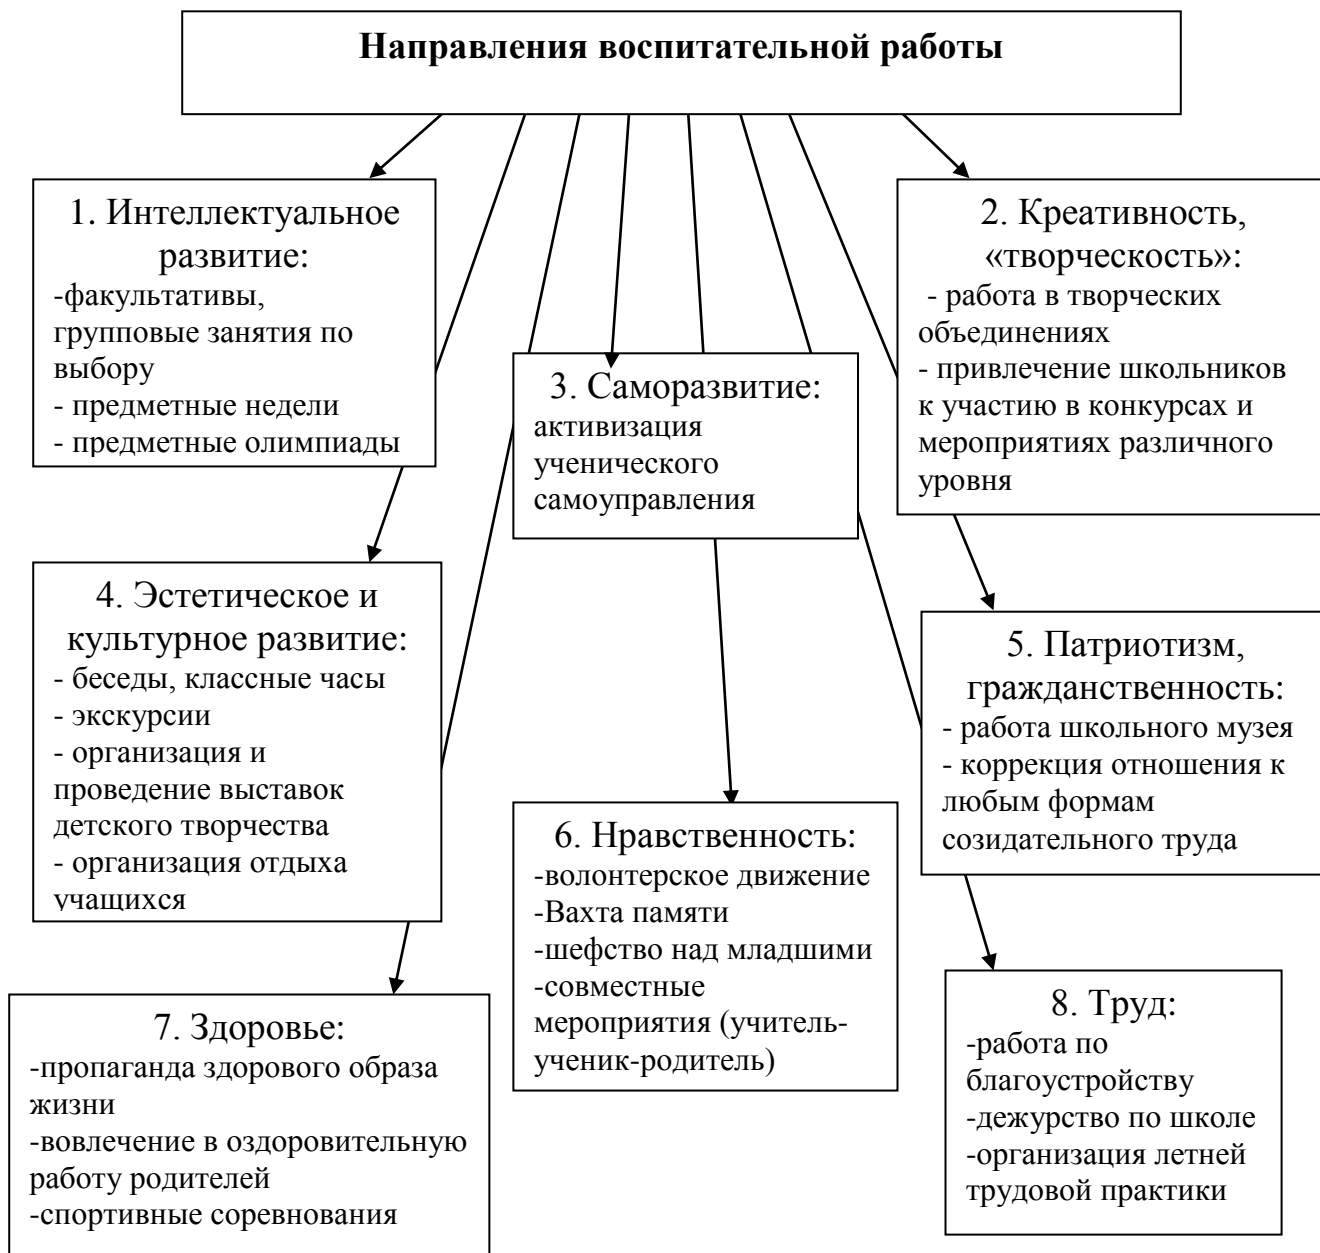 Направления воспитательной работы
1. Интеллектуальное
развитие:
-факультативы,
групповые занятия по
выбору
- предметные недели
- предметные олимпиады
2. Креативность,
«творческость»:
- работа в творческих
объединениях
- привлечение школьников
к участию в конкурсах и
мероприятиях различного
уровня
3. Саморазвитие:
активизация
ученического
самоуправления
4. Эстетическое и
культурное развитие:
- беседы, классные часы
- экскурсии
- организация и
проведение выставок
детского творчества
- организация отдыха
учащихся
5. Патриотизм,
гражданственность:
- работа школьного музея
- коррекция отношения к
любым формам
созидательного труда
6. Нравственность:
-волонтерское движение
-Вахта памяти
-шефство над младшими
-совместные
мероприятия (учитель-
ученик-родитель)
7. Здоровье:
-пропаганда здорового образа
жизни
-вовлечение в оздоровительную
работу родителей
-спортивные соревнования
8. Труд:
-работа по
благоустройству
-дежурство по школе
-организация летней
трудовой практики